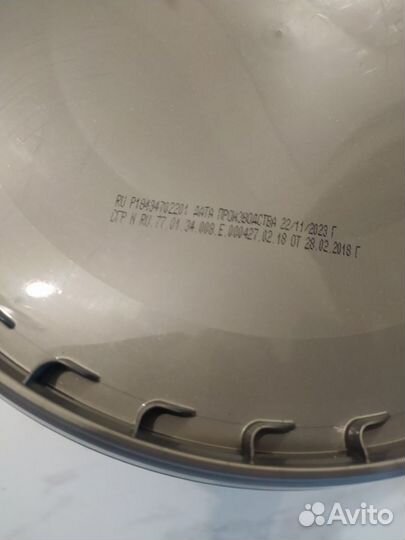 RU P18434702201 ДАТА ПРОИЗВОДСТВА 22/11/2023 Г
СГР N RU.77.01.34.008.E.000427.02.18 ОТ 28.02.2018 Г
Avito